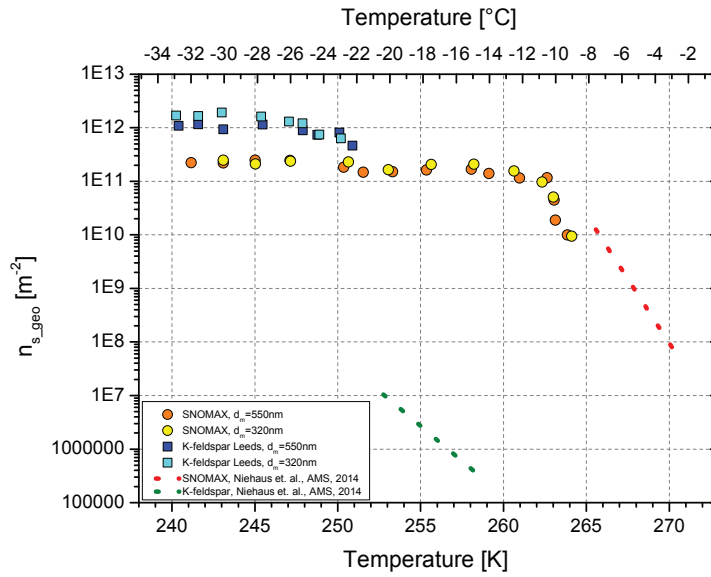 Temperature [°C]
-34 -32 -30 -28 -26 -24 -22 -20 -18 -16 -14 -12 -10 -8 -6 -4 -2
1E13
1E12
1E11
1E10
1E9
1E8
1E7
1000000
100000
n_s_geo [m^-2]
SNOMAX, d_m=550nm
SNOMAX, d_m=320nm
K-feldspar Leeds, d_m=550nm
K-feldspar Leeds, d_m=320nm
SNOMAX, Niehaus et. al., AMS, 2014
K-feldspar, Niehaus et. al., AMS, 2014
240 245 250 255 260 265 270
Temperature [K]